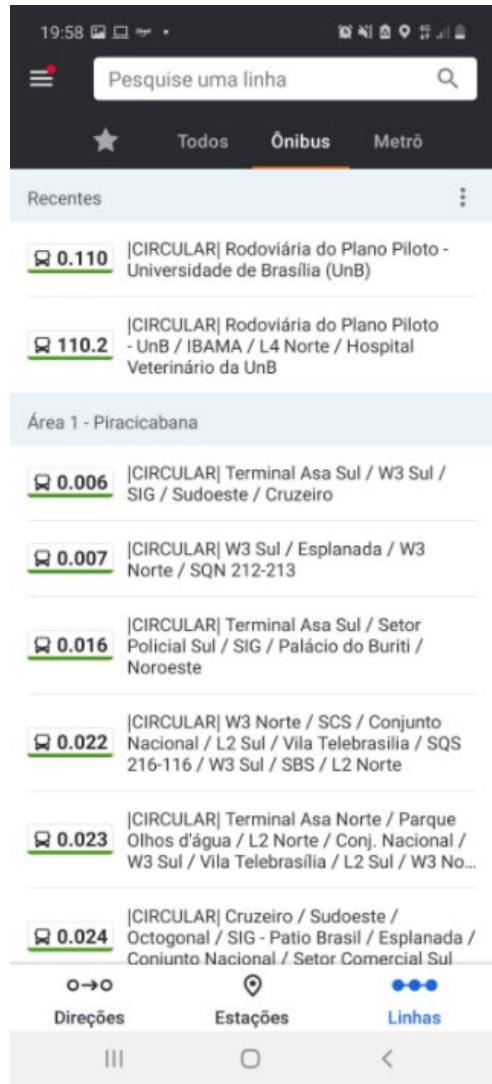 19:58
Pesquise uma linha
Todos Ônibus Metrô
Recentes
0.110 |CIRCULAR| Rodoviária do Plano Piloto -
Universidade de Brasília (UnB)
110.2 |CIRCULAR| Rodoviária do Plano Piloto
- UnB / IBAMA / L4 Norte / Hospital
Veterinário da UnB
Área 1 - Piracicabana
0.006 |CIRCULAR| Terminal Asa Sul / W3 Sul /
SIG / Sudoeste / Cruzeiro
0.007 |CIRCULAR| W3 Sul / Esplanada / W3
Norte / SQN 212-213
0.016 |CIRCULAR| Terminal Asa Sul / Setor
Policial Sul / SIG / Palácio do Buriti /
Noroeste
0.022 |CIRCULAR| W3 Norte / SCS / Conjunto
Nacional / L2 Sul / Vila Telebrasilia / SQS
216-116 / W3 Sul / SBS / L2 Norte
0.023 |CIRCULAR| Terminal Asa Norte / Parque
Olhos d'água / L2 Norte / Conj. Nacional /
W3 Sul / Vila Telebrasília / L2 Sul / W3 No...
0.024 |CIRCULAR| Cruzeiro / Sudoeste /
Octogonal / SIG - Patio Brasil / Esplanada /
Conjunto Nacional / Setor Comercial Sul
Direções Estações Linhas